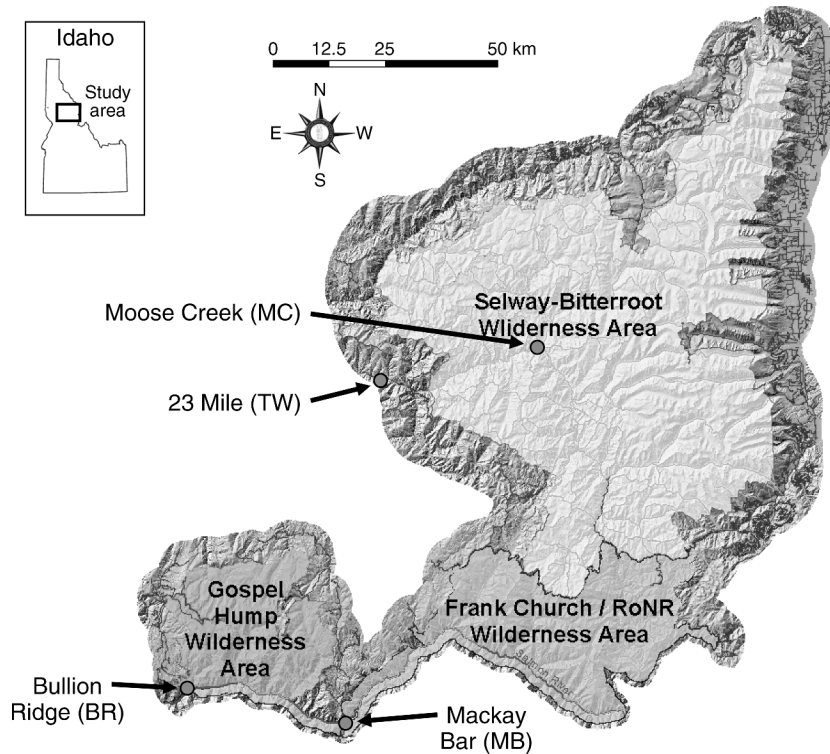 Idaho
Study
area
0 12.5 25 50 km
N
E W
S
Moose Creek (MC)
Selway-Bitterroot
Wliderness Area
23 Mile (TW)
Gospel
Hump
Wilderness
Area
Frank Church / RoNR
Wilderness Area
Salmon River
Bullion
Ridge (BR)
Mackay
Bar (MB)